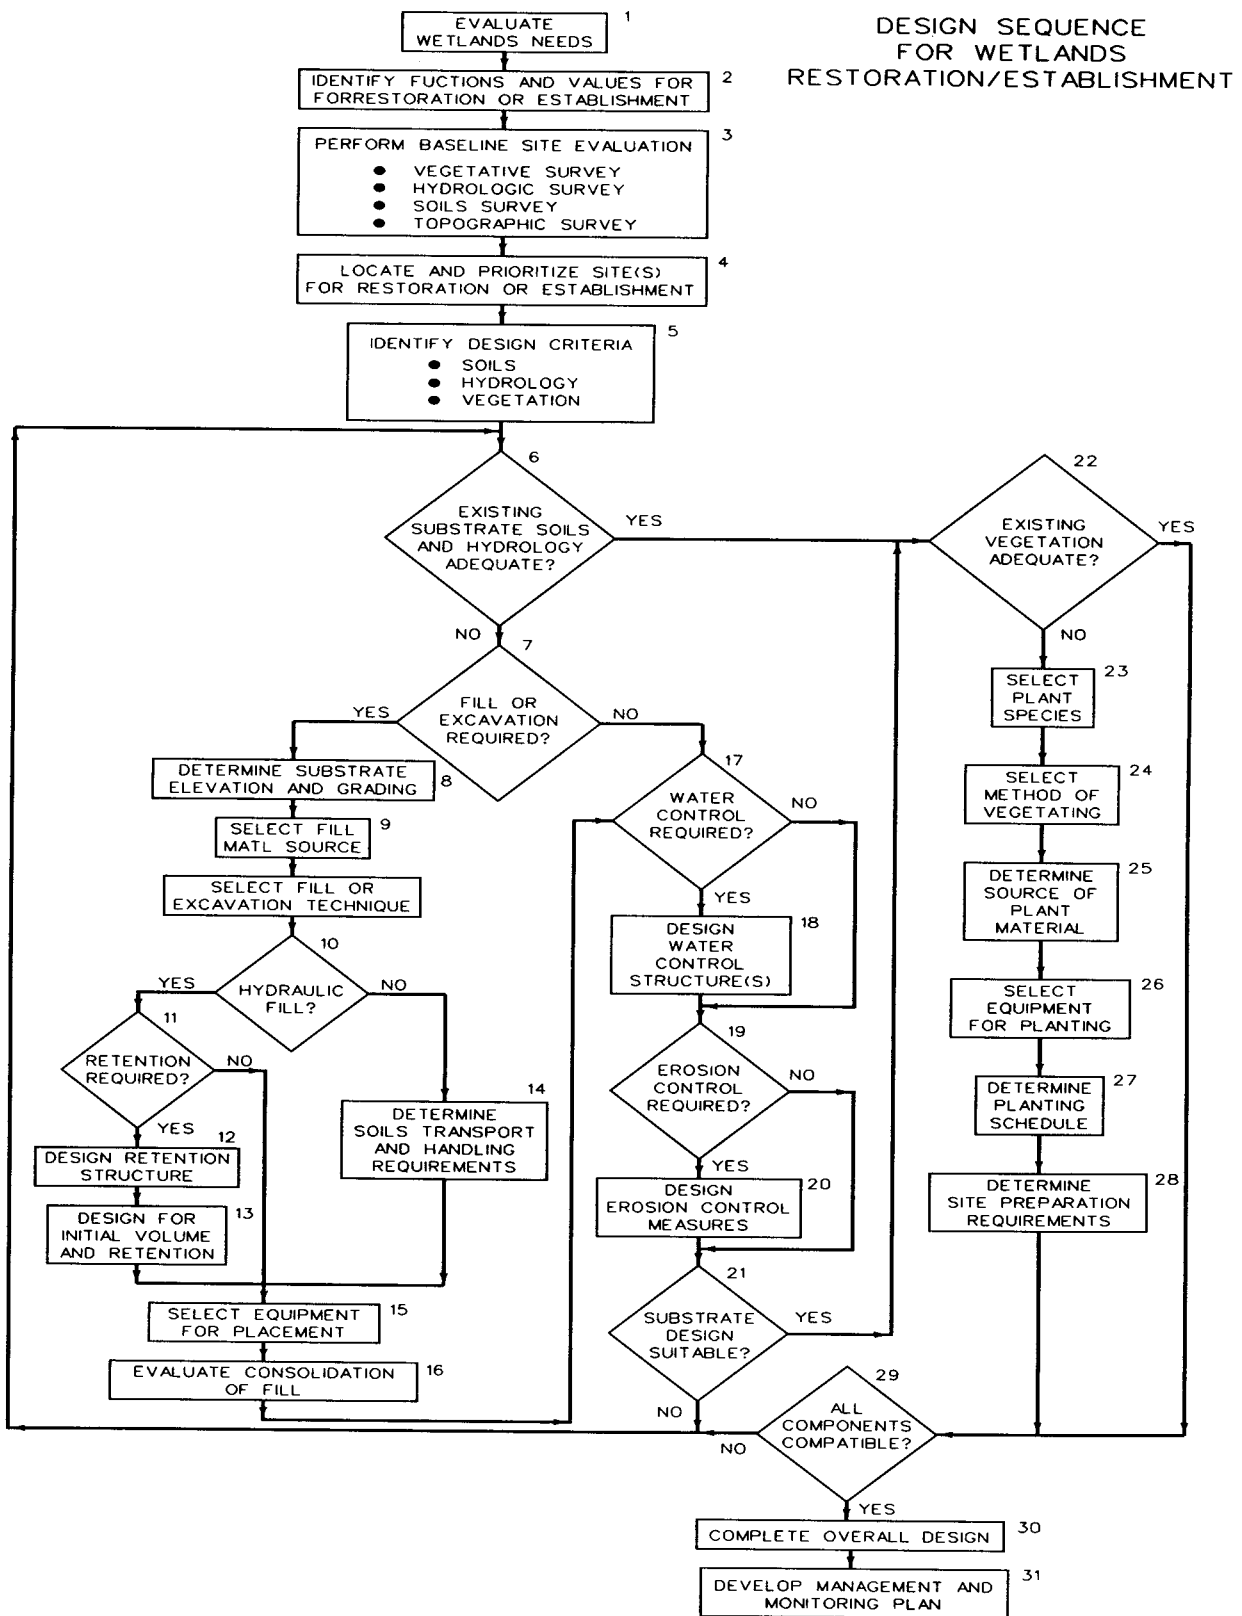 DESIGN SEQUENCE
FOR WETLANDS
RESTORATION/ESTABLISHMENT
1
EVALUATE
WETLANDS NEEDS
2
IDENTIFY FUCTIONS AND VALUES FOR
FORRESTORATION OR ESTABLISHMENT
3
PERFORM BASELINE SITE EVALUATION
● VEGETATIVE SURVEY
● HYDROLOGIC SURVEY
● SOILS SURVEY
● TOPOGRAPHIC SURVEY
4
LOCATE AND PRIORITIZE SITE(S)
FOR RESTORATION OR ESTABLISHMENT
5
IDENTIFY DESIGN CRITERIA
● SOILS
● HYDROLOGY
● VEGETATION
6
EXISTING
SUBSTRATE SOILS
AND HYDROLOGY
ADEQUATE?
YES
NO
7
FILL OR
EXCAVATION
REQUIRED?
YES
NO
DETERMINE SUBSTRATE
ELEVATION AND GRADING
8
9
SELECT FILL
MATL SOURCE
SELECT FILL OR
EXCAVATION TECHNIQUE
10
HYDRAULIC
FILL?
YES
NO
11
RETENTION
REQUIRED?
NO
YES
12
DESIGN RETENTION
STRUCTURE
DESIGN FOR
INITIAL VOLUME
AND RETENTION
13
14
DETERMINE
SOILS TRANSPORT
AND HANDLING
REQUIREMENTS
SELECT EQUIPMENT
FOR PLACEMENT
15
EVALUATE CONSOLIDATION
OF FILL
16
17
WATER
CONTROL
REQUIRED?
NO
YES
DESIGN
WATER
CONTROL
STRUCTURE(S)
18
19
EROSION
CONTROL
REQUIRED?
NO
YES
DESIGN
EROSION CONTROL
MEASURES
20
21
SUBSTRATE
DESIGN
SUITABLE?
YES
NO
22
EXISTING
VEGETATION
ADEQUATE?
YES
NO
23
SELECT
PLANT
SPECIES
24
SELECT
METHOD OF
VEGETATING
25
DETERMINE
SOURCE OF
PLANT
MATERIAL
26
SELECT
EQUIPMENT
FOR PLANTING
27
DETERMINE
PLANTING
SCHEDULE
28
DETERMINE
SITE PREPARATION
REQUIREMENTS
29
ALL
COMPONENTS
COMPATIBLE?
NO
YES
COMPLETE OVERALL DESIGN
30
31
DEVELOP MANAGEMENT AND
MONITORING PLAN